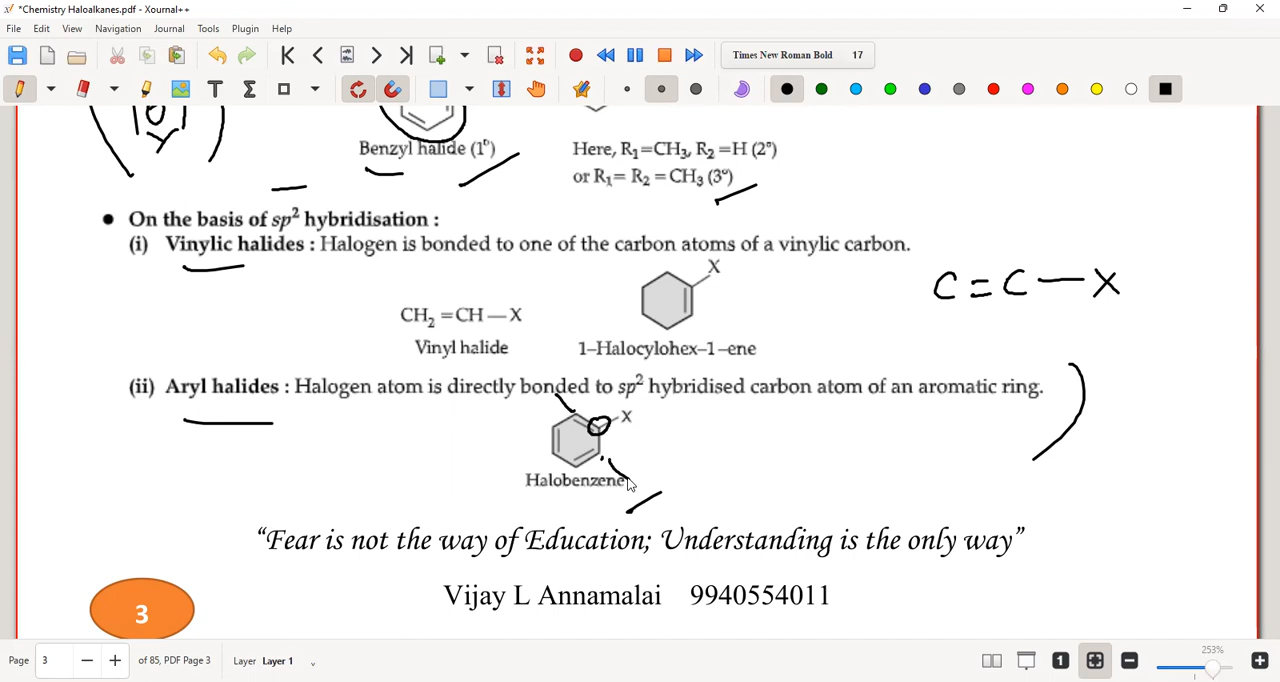 *Chemistry Haloalkanes.pdf - Xournal++
File Edit View Navigation Journal Tools Plugin Help
Times New Roman Bold 17
Benzyl halide (1°)
Here, R₁=CH₃, R₂ =H (2°)
or R₁= R₂ =CH₃ (3°)
● On the basis of sp² hybridisation :
(i) Vinylic halides : Halogen is bonded to one of the carbon atoms of a vinylic carbon.
X
C=C—X
CH₂ =CH—X
Vinyl halide 1–Halocylohex–1–ene
(ii) Aryl halides : Halogen atom is directly bonded to sp² hybridised carbon atom of an aromatic ring.
X
Halobenzene
“Fear is not the way of Education; Understanding is the only way”
3
Vijay L Annamalai 9940554011
Page 3 of 85, PDF Page 3 Layer Layer 1 253%